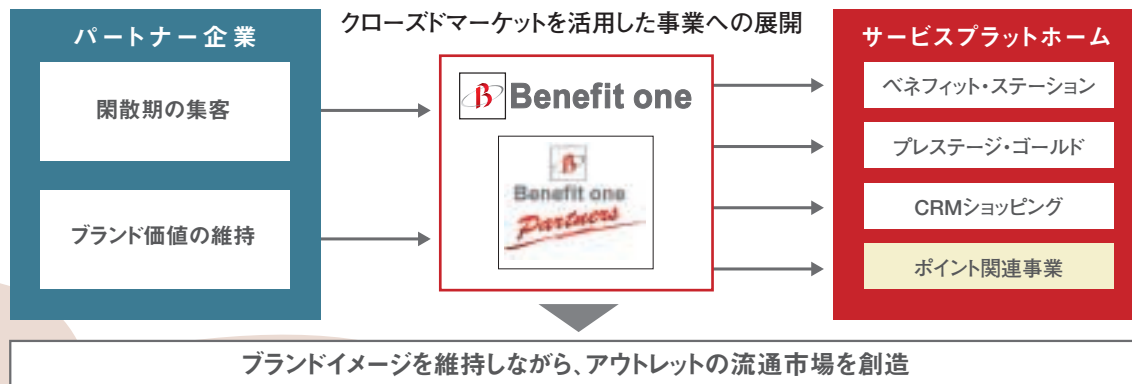 クローズドマーケットを活用した事業への展開
パートナー企業
閑散期の集客
ブランド価値の維持
B Benefit one
B
Benefit one
Partners
サービスプラットホーム
ベネフィット・ステーション
プレステージ・ゴールド
CRMショッピング
ポイント関連事業
ブランドイメージを維持しながら、アウトレットの流通市場を創造